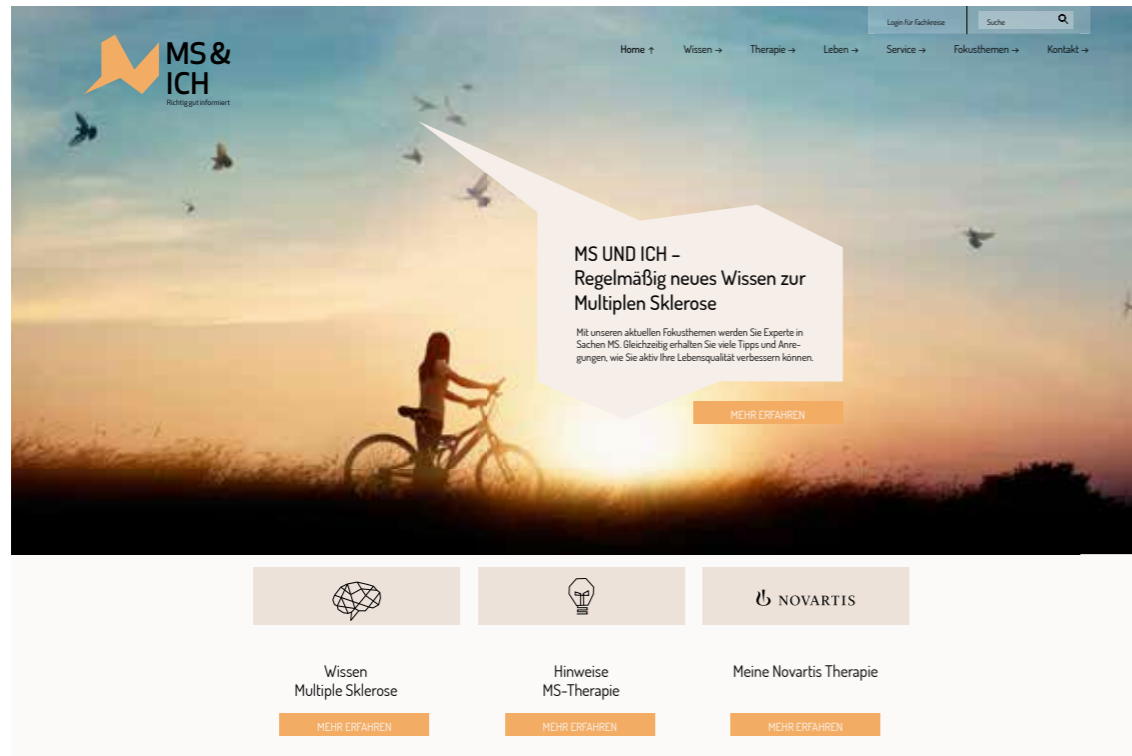 Login für Fachkreise
Suche
MS &
ICH
Richtig gut informiert
Home ↑ Wissen → Therapie → Leben → Service → Fokusthemen → Kontakt →
MS UND ICH –
Regelmäßig neues Wissen zur
Multiplen Sklerose
Mit unseren aktuellen Fokusthemen werden Sie Experte in
Sachen MS. Gleichzeitig erhalten Sie viele Tipps und Anre-
gungen, wie Sie aktiv Ihre Lebensqualität verbessern können.
MEHR ERFAHREN
NOVARTIS
Wissen
Multiple Sklerose
Hinweise
MS-Therapie
Meine Novartis Therapie
MEHR ERFAHREN
MEHR ERFAHREN
MEHR ERFAHREN